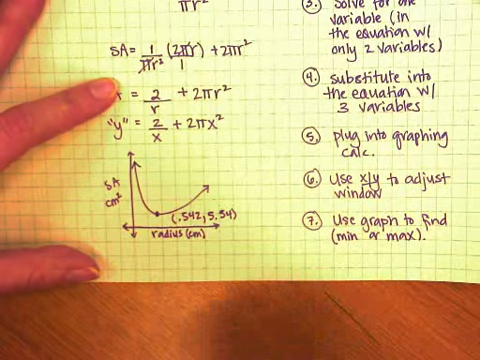 πr²
SA = 1/πr² (2πr)/1 + 2πr²
= 2/r + 2πr²
"y" = 2/x + 2πx²
SA
cm²
(.542, 5.54)
radius (cm)
3. Solve for one
variable (in
the equation w/
only 2 variables)
4. substitute into
the equation w/
3 variables
5. plug into graphing
calc.
6. Use x/y to adjust
window
7. Use graph to find
(min or max).